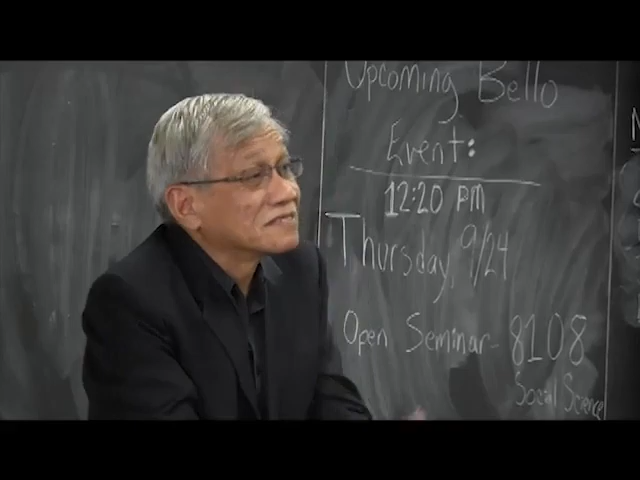 Upcoming Bello
Event:
12:20 PM
Thursday, 9/24
Open Seminar- 8108
Social Science